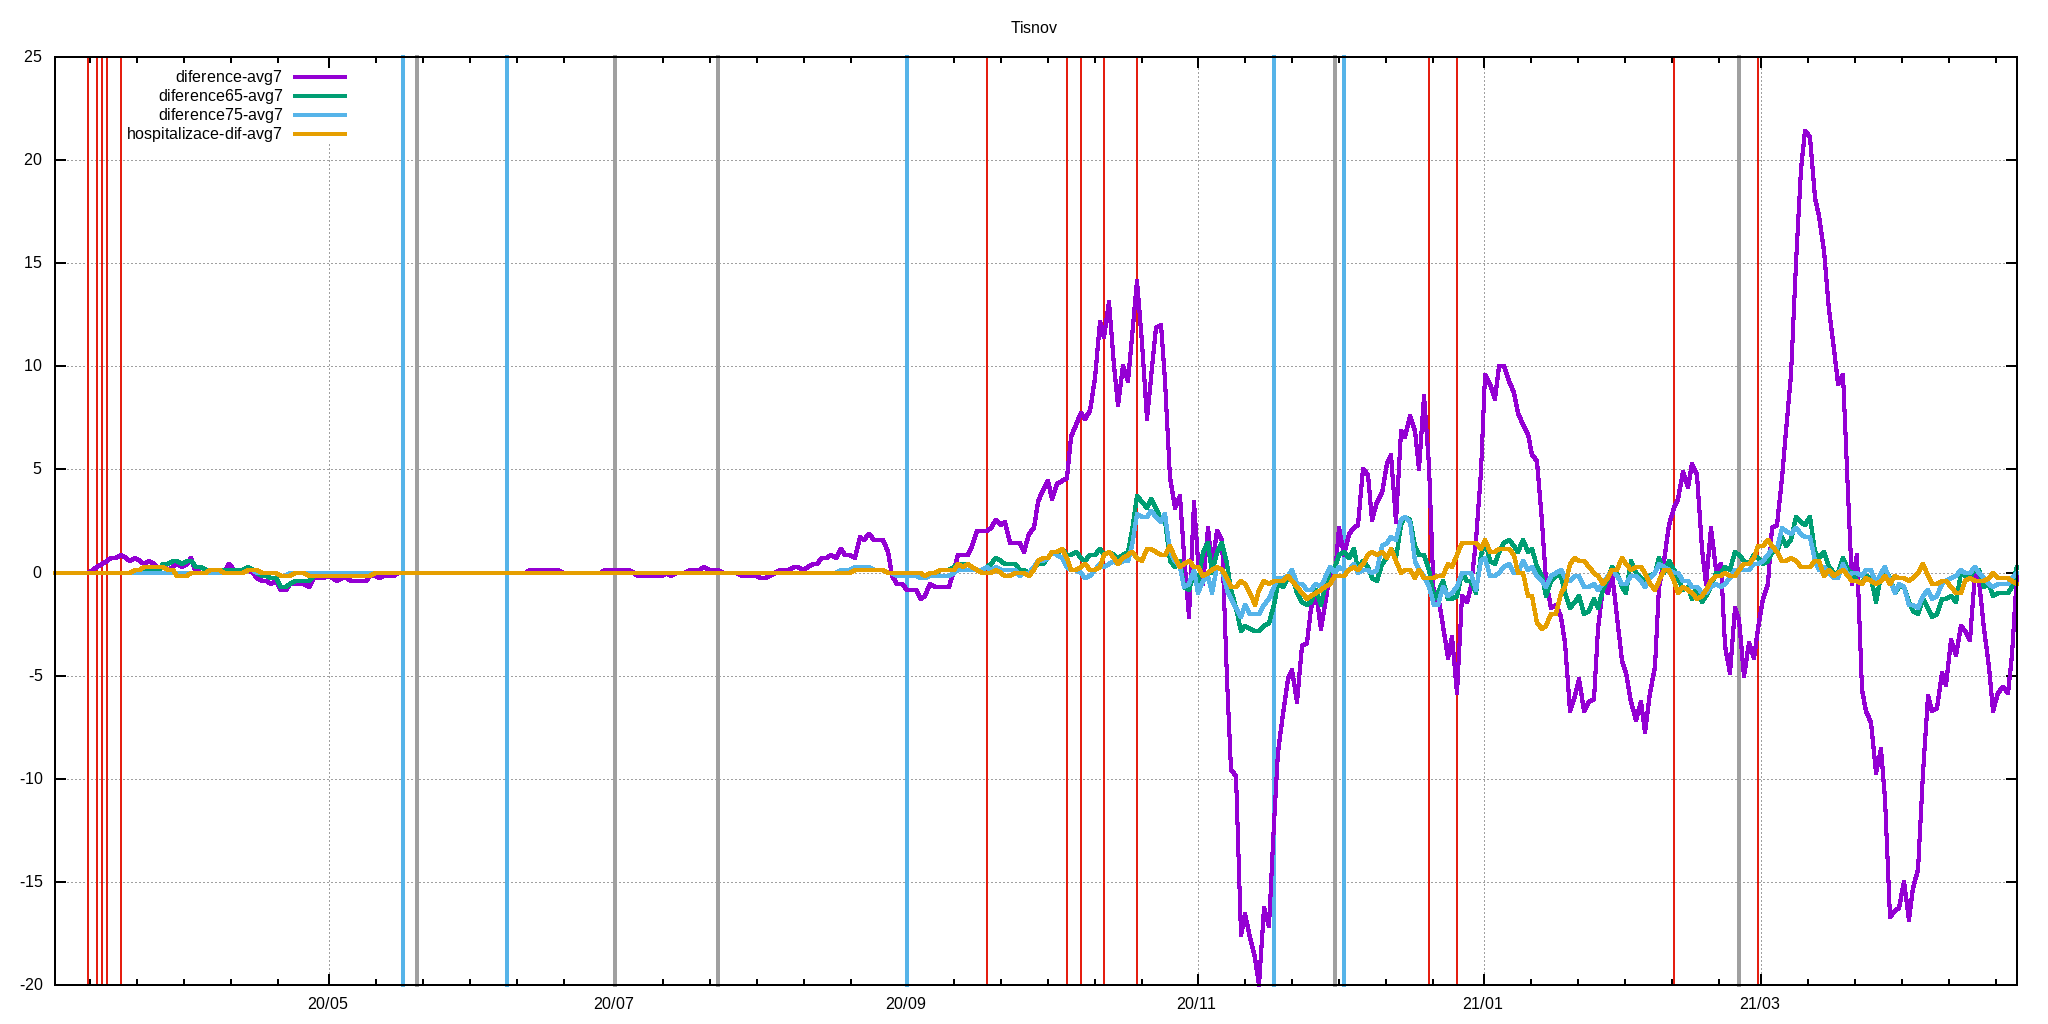 Tisnov
25
20
15
10
5
0
-5
-10
-15
-20
diference-avg7
diference65-avg7
diference75-avg7
hospitalizace-dif-avg7
20/05 20/07 20/09 20/11 21/01 21/03